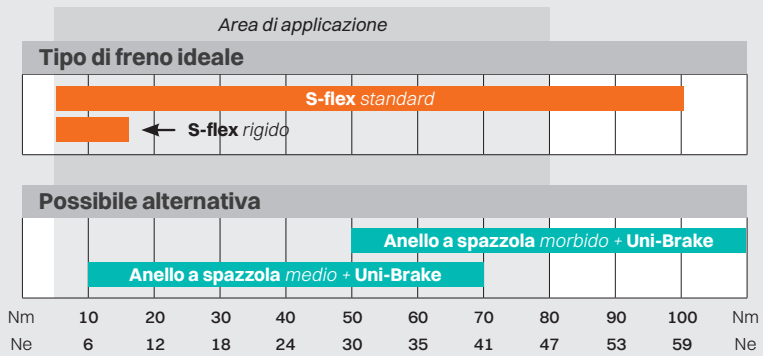 Area di applicazione
Tipo di freno ideale
S-flex standard
S-flex rigido
Possibile alternativa
Anello a spazzola morbido + Uni-Brake
Anello a spazzola medio + Uni-Brake
Nm 10 20 30 40 50 60 70 80 90 100 Nm
Ne 6 12 18 24 30 35 41 47 53 59 Ne